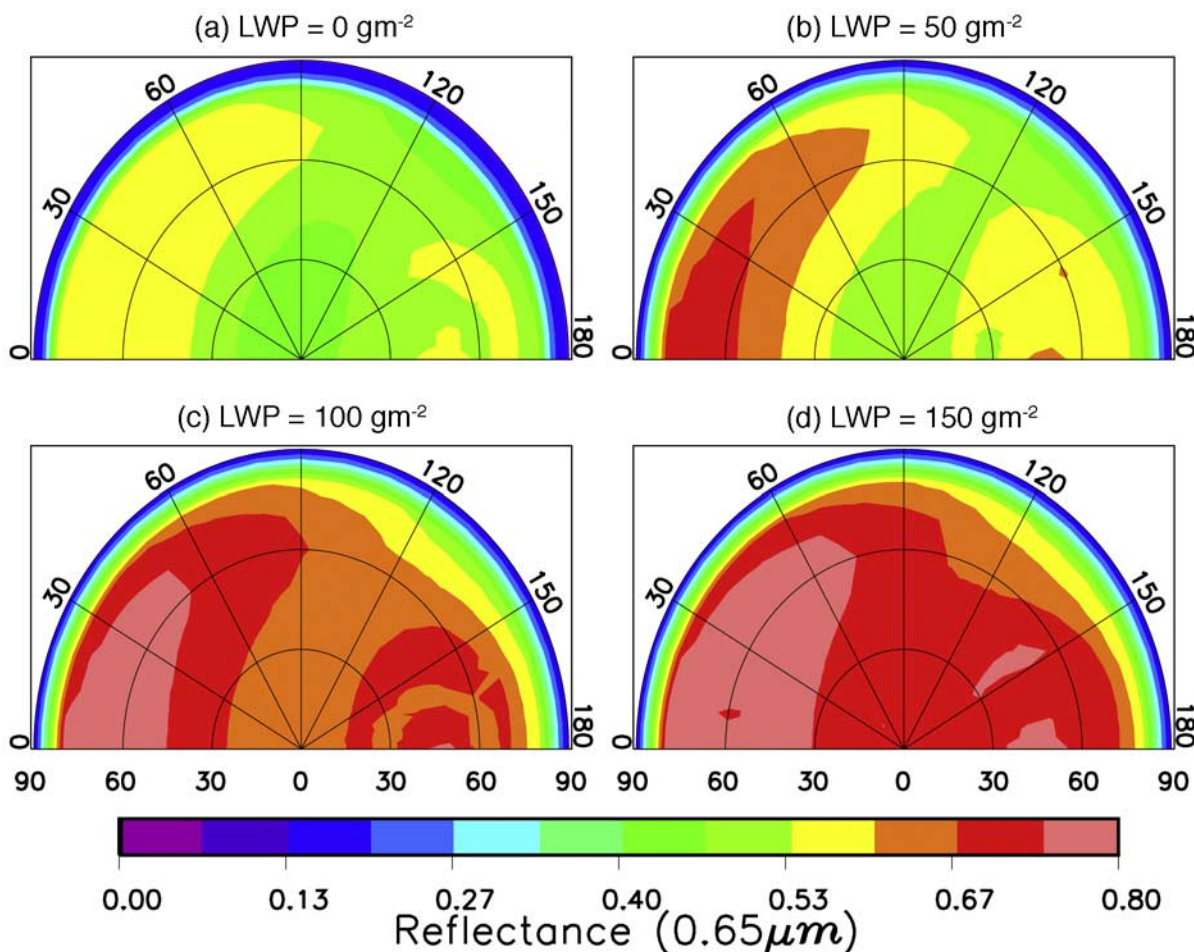 (a) LWP = 0 gm⁻² (b) LWP = 50 gm⁻²
60 120 60 120
30 150 30 150
0 180 0 180
(c) LWP = 100 gm⁻² (d) LWP = 150 gm⁻²
60 120 60 120
30 150 30 150
0 180 0 180
90 60 30 0 30 60 90 90 60 30 0 30 60 90
0.00 0.13 0.27 0.40 0.53 0.67 0.80
Reflectance (0.65μm)